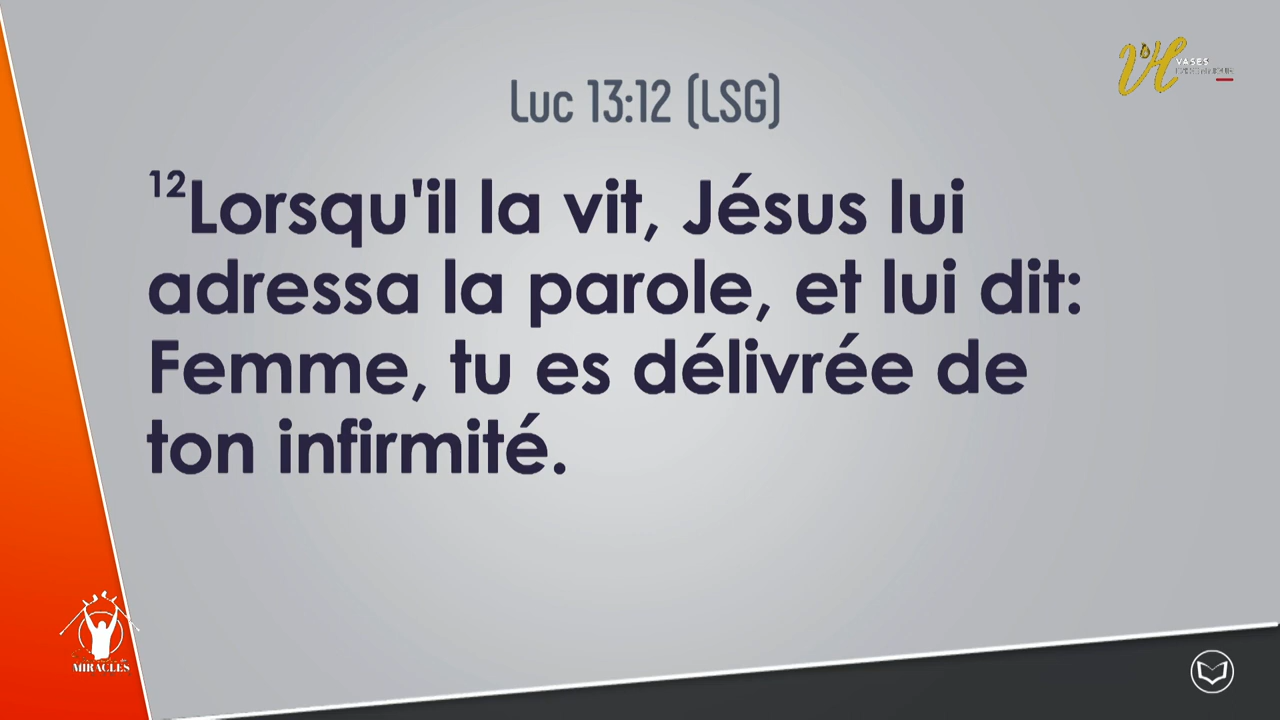 Luc 13:12 (LSG)
12Lorsqu'il la vit, Jésus lui
adressa la parole, et lui dit:
Femme, tu es délivrée de
ton infirmité.
VH
VASES
MIRACLES